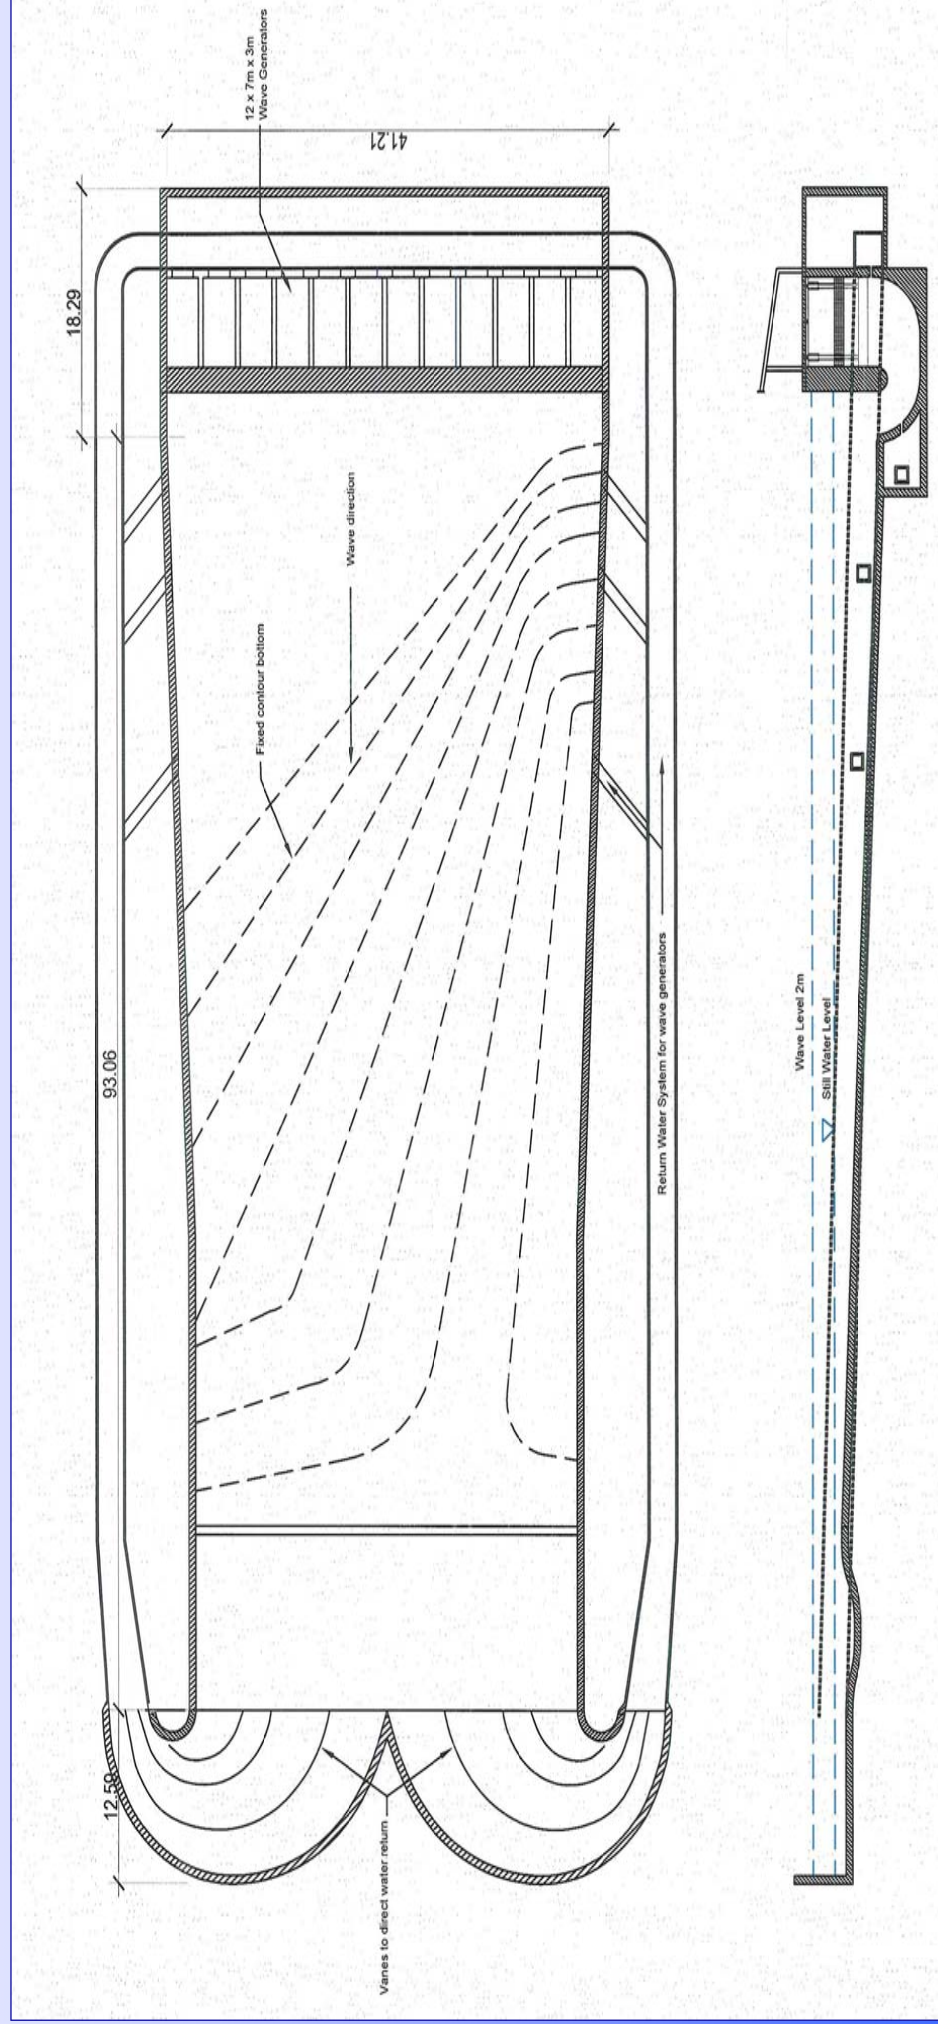 12 x 7m x 3m
Wave Generators
41.21
18.29
Wave direction
Fixed contour bottom
93.06
Return Water System for wave generators
Wave Level 2m
Still Water Level
12.59
Vanes to direct water return